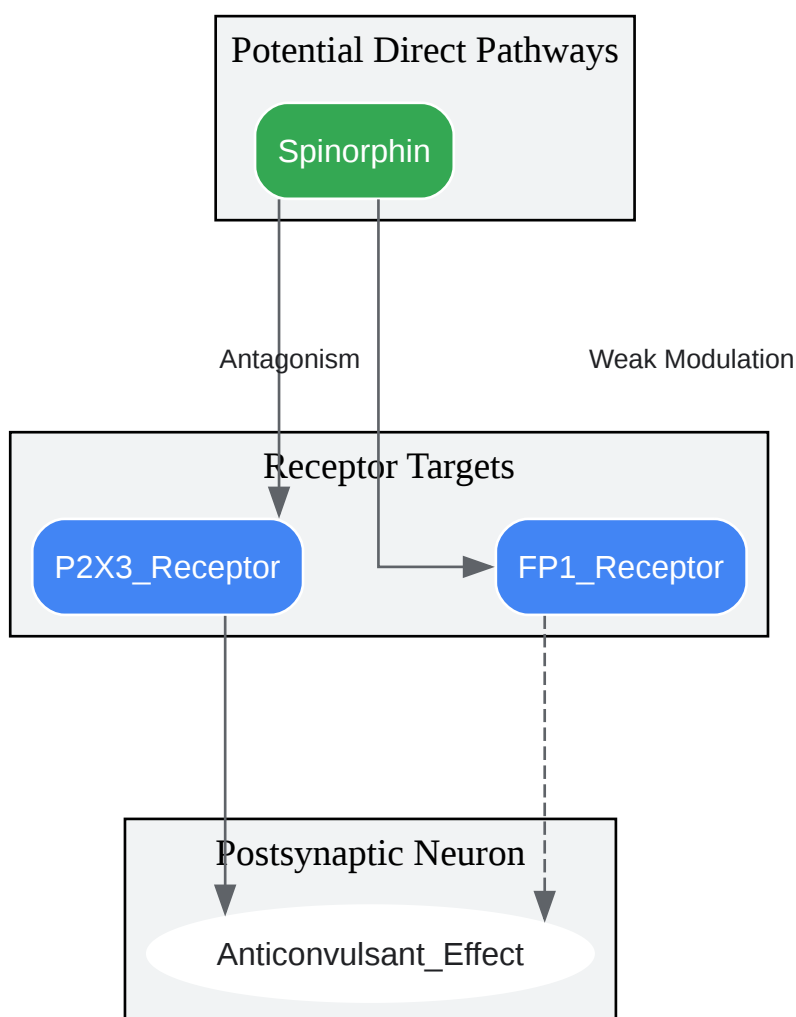 Potential Direct Pathways
Spinorphin
Antagonism
Weak Modulation
Receptor Targets
P2X3_Receptor
FP1_Receptor
Postsynaptic Neuron
Anticonvulsant_Effect